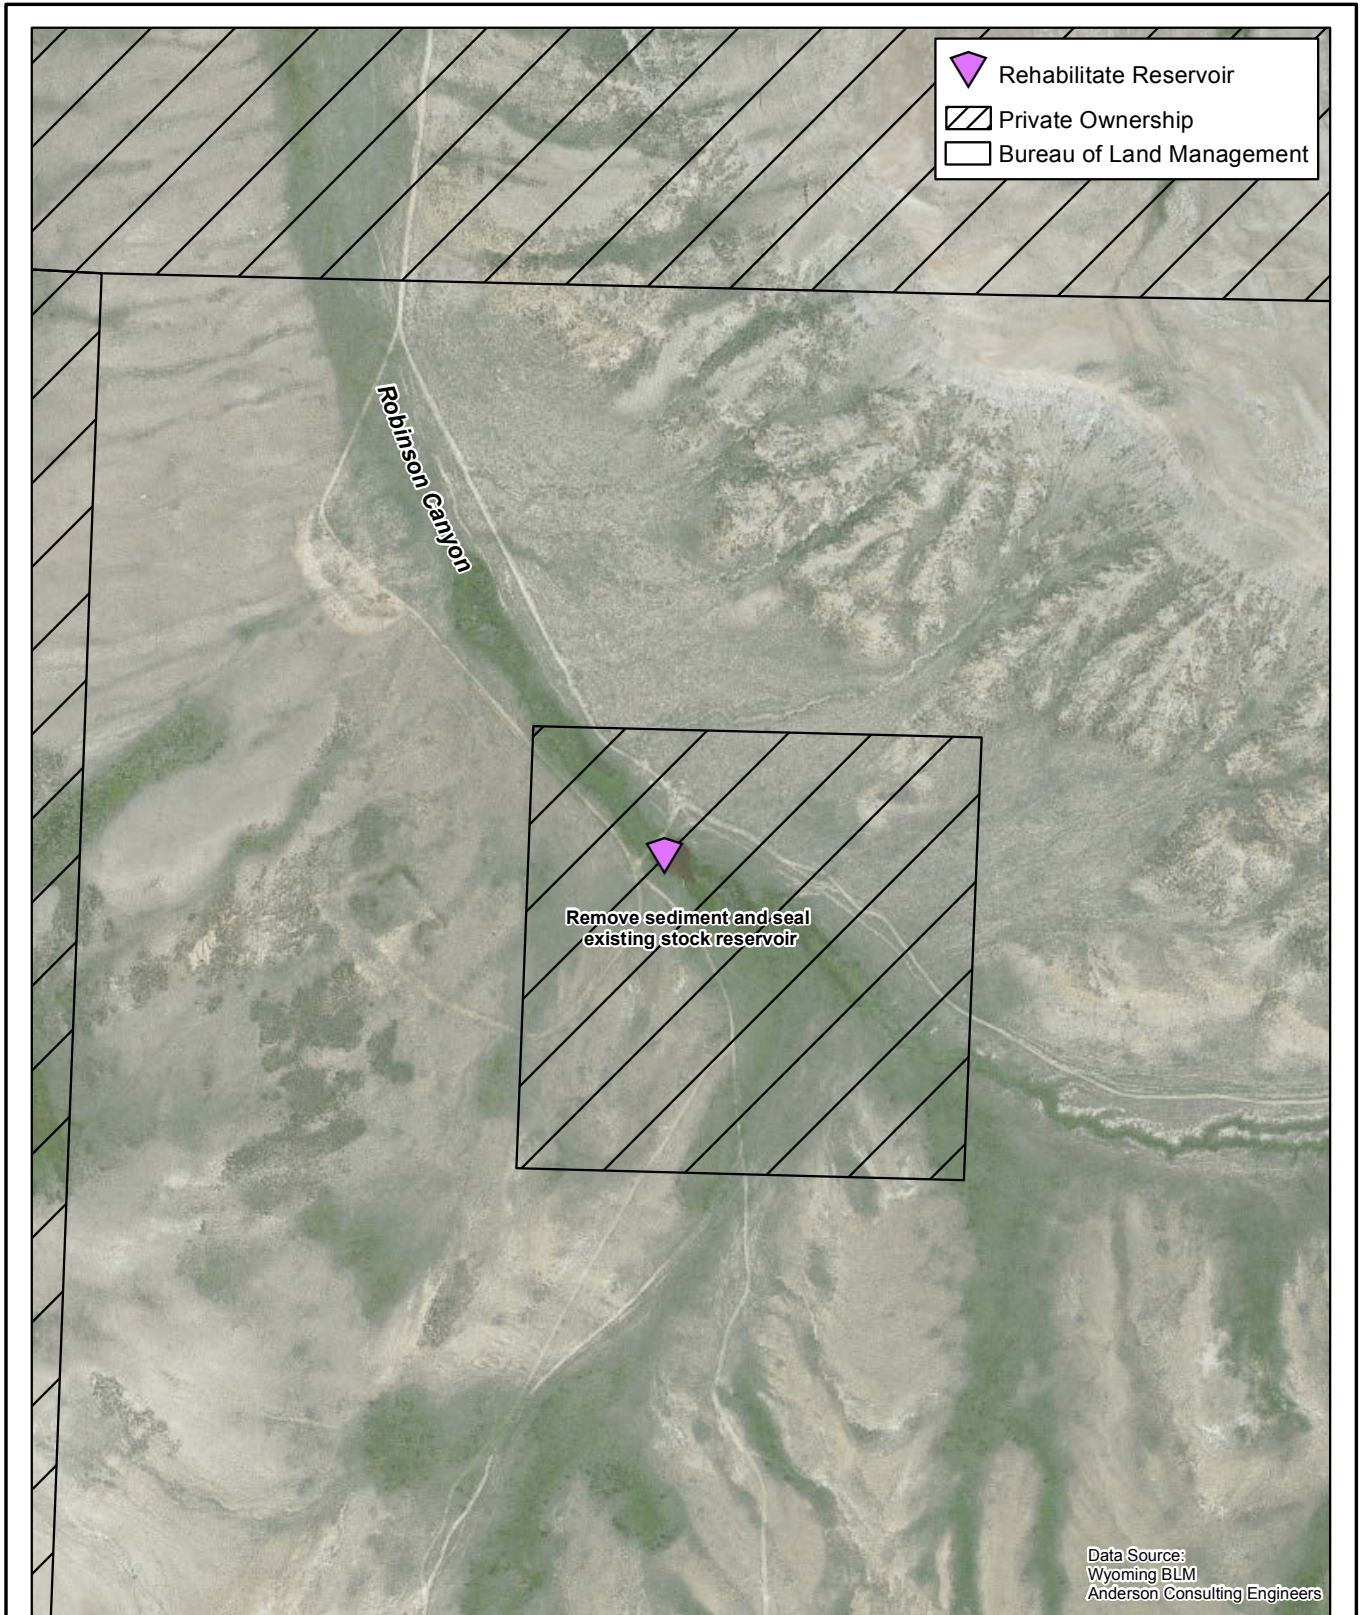 Rehabilitate Reservoir
Private Ownership
Bureau of Land Management
Robinson Canyon
Remove sediment and seal
existing stock reservoir
Data Source:
Wyoming BLM
Anderson Consulting Engineers